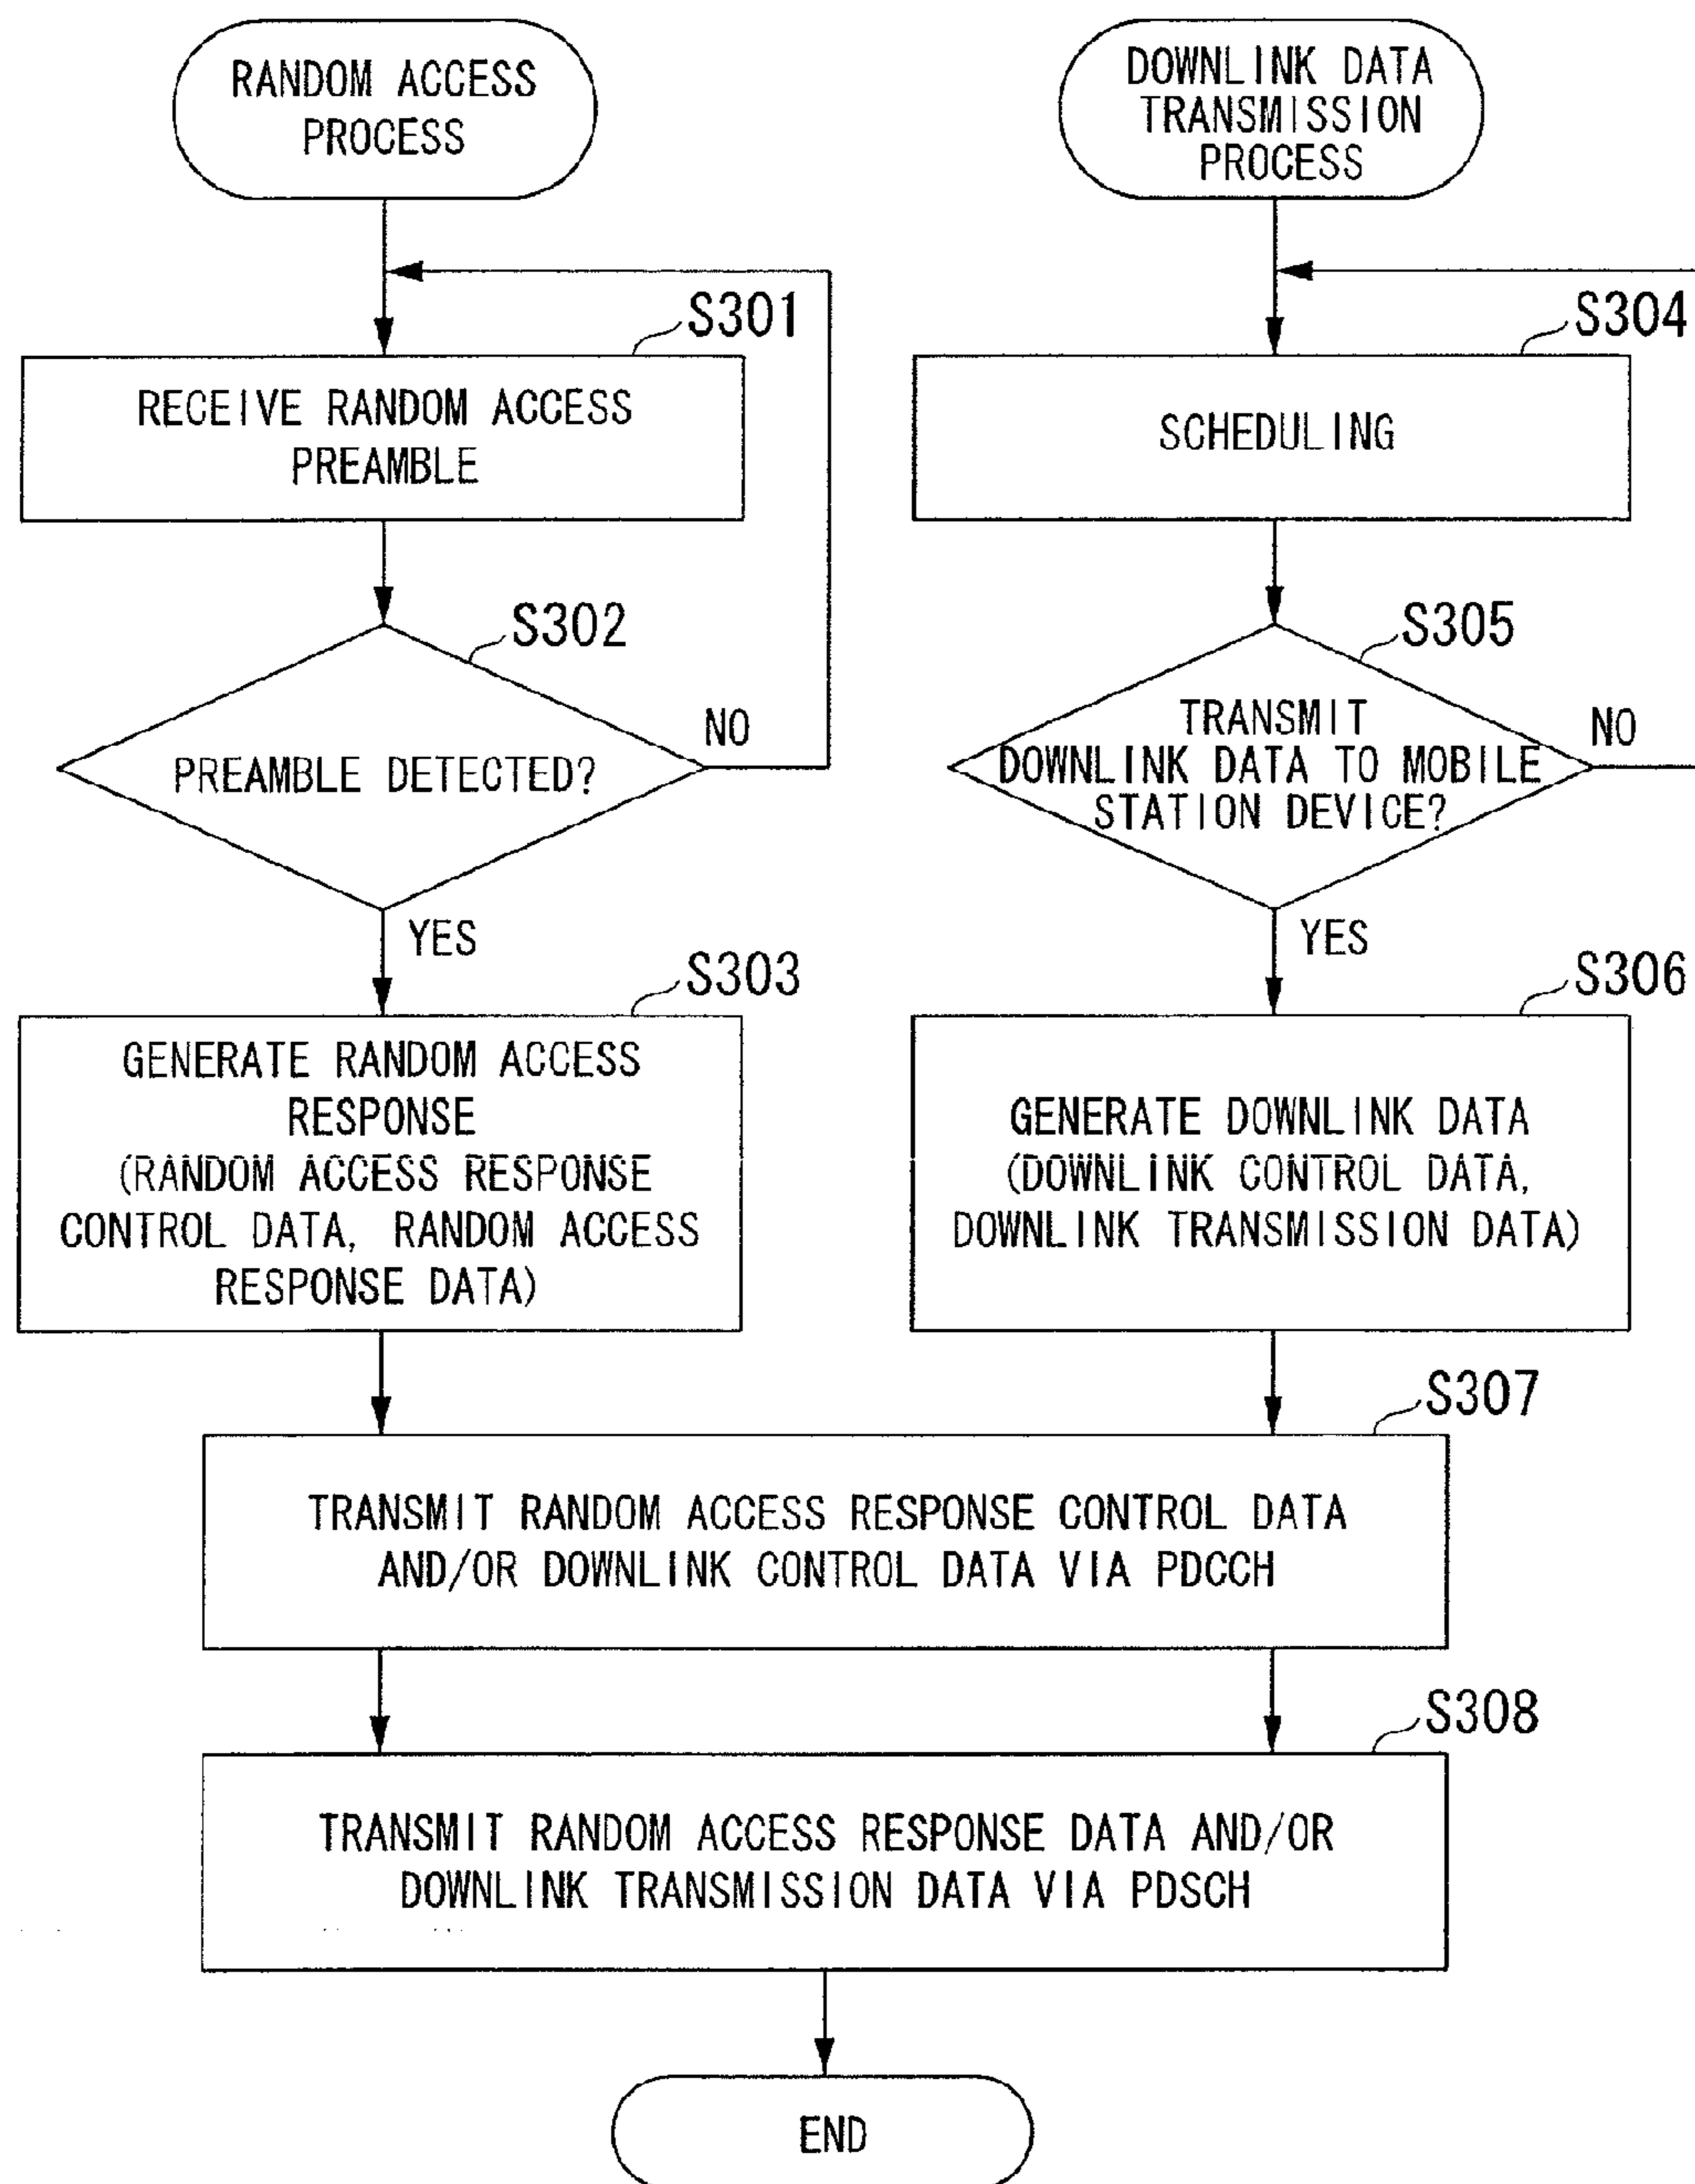 RANDOM ACCESS
PROCESS
S301
RECEIVE RANDOM ACCESS
PREAMBLE
S302
PREAMBLE DETECTED?
NO
YES
S303
GENERATE RANDOM ACCESS
RESPONSE
(RANDOM ACCESS RESPONSE
CONTROL DATA, RANDOM ACCESS
RESPONSE DATA)
DOWNLINK DATA
TRANSMISSION
PROCESS
S304
SCHEDULING
S305
TRANSMIT
DOWNLINK DATA TO MOBILE
STATION DEVICE?
NO
YES
S306
GENERATE DOWNLINK DATA
(DOWNLINK CONTROL DATA,
DOWNLINK TRANSMISSION DATA)
S307
TRANSMIT RANDOM ACCESS RESPONSE CONTROL DATA
AND/OR DOWNLINK CONTROL DATA VIA PDCCH
S308
TRANSMIT RANDOM ACCESS RESPONSE DATA AND/OR
DOWNLINK TRANSMISSION DATA VIA PDSCH
END